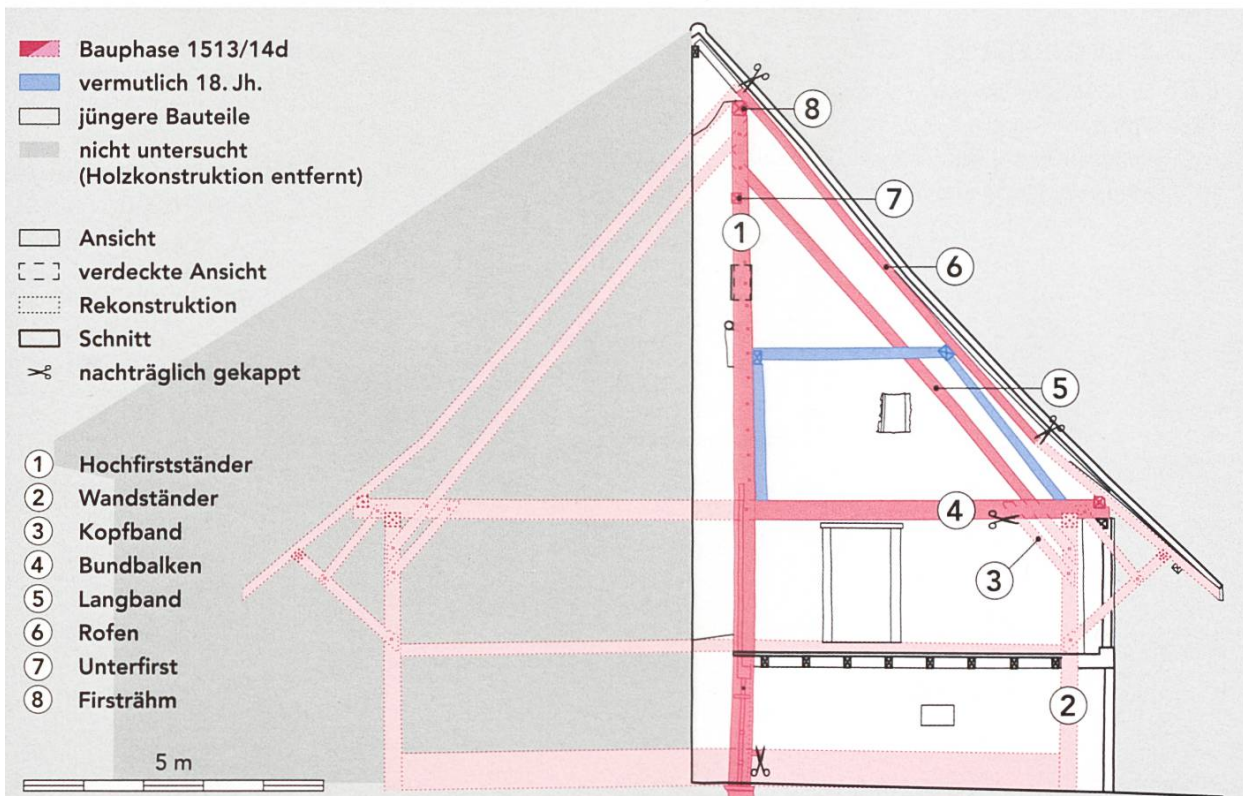 Bauphase 1513/14d
vermutlich 18. Jh.
jüngere Bauteile
nicht untersucht
(Holzkonstruktion entfernt)
Ansicht
verdeckte Ansicht
Rekonstruktion
Schnitt
nachträglich gekappt
1 Hochfirstständer
2 Wandständer
3 Kopfband
4 Bundbalken
5 Langband
6 Rofen
7 Unterfirst
8 Firsträhm
5 m
8
7
1
6
5
4
3
2